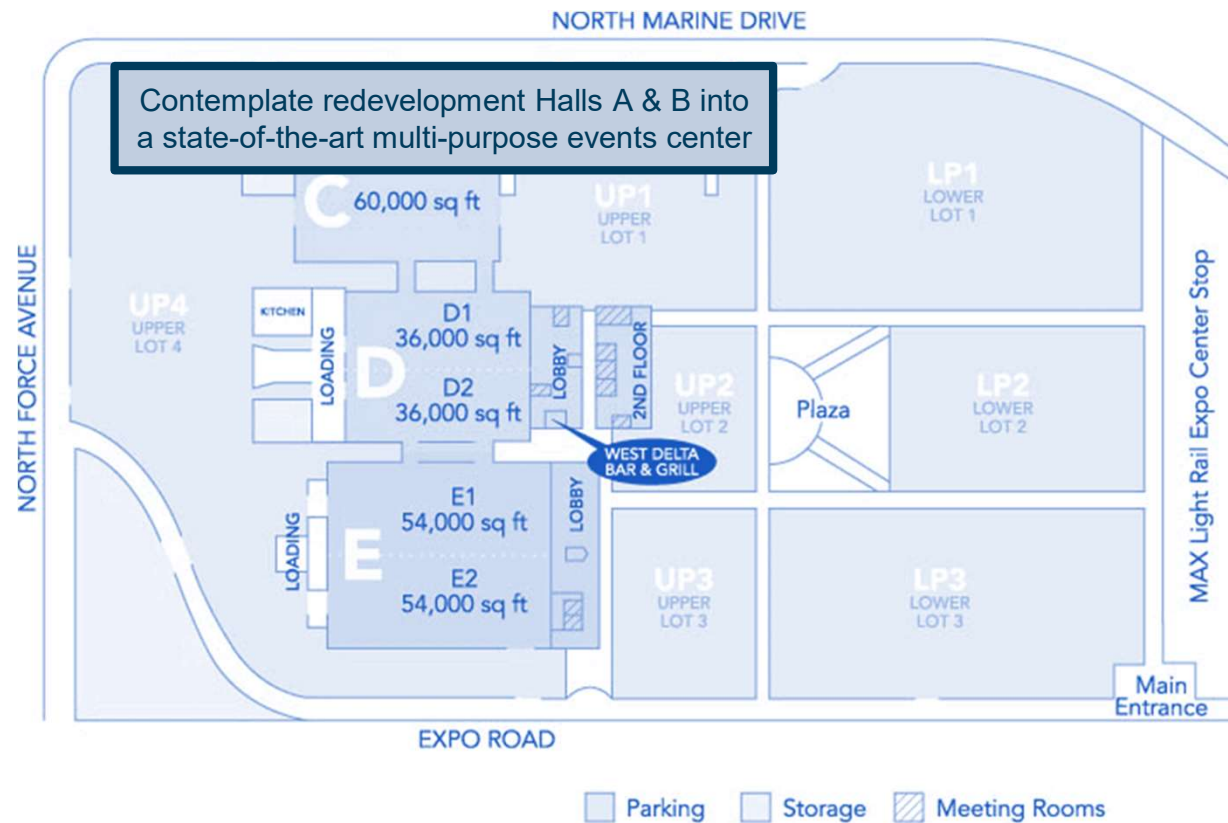 NORTH MARINE DRIVE
Contemplate redevelopment Halls A & B into
a state-of-the-art multi-purpose events center
C
60,000 sq ft
UP1
UPPER
LOT 1
LP1
LOWER
LOT 1
NORTH FORCE AVENUE
UP4
UPPER
LOT 4
KITCHEN
LOADING
D
D1
36,000 sq ft
D2
36,000 sq ft
LOBBY
2ND FLOOR
UP2
UPPER
LOT 2
Plaza
LP2
LOWER
LOT 2
MAX Light Rail Expo Center Stop
WEST DELTA
BAR & GRILL
LOADING
E
E1
54,000 sq ft
E2
54,000 sq ft
LOBBY
UP3
UPPER
LOT 3
LP3
LOWER
LOT 3
Main
Entrance
EXPO ROAD
Parking
Storage
Meeting Rooms